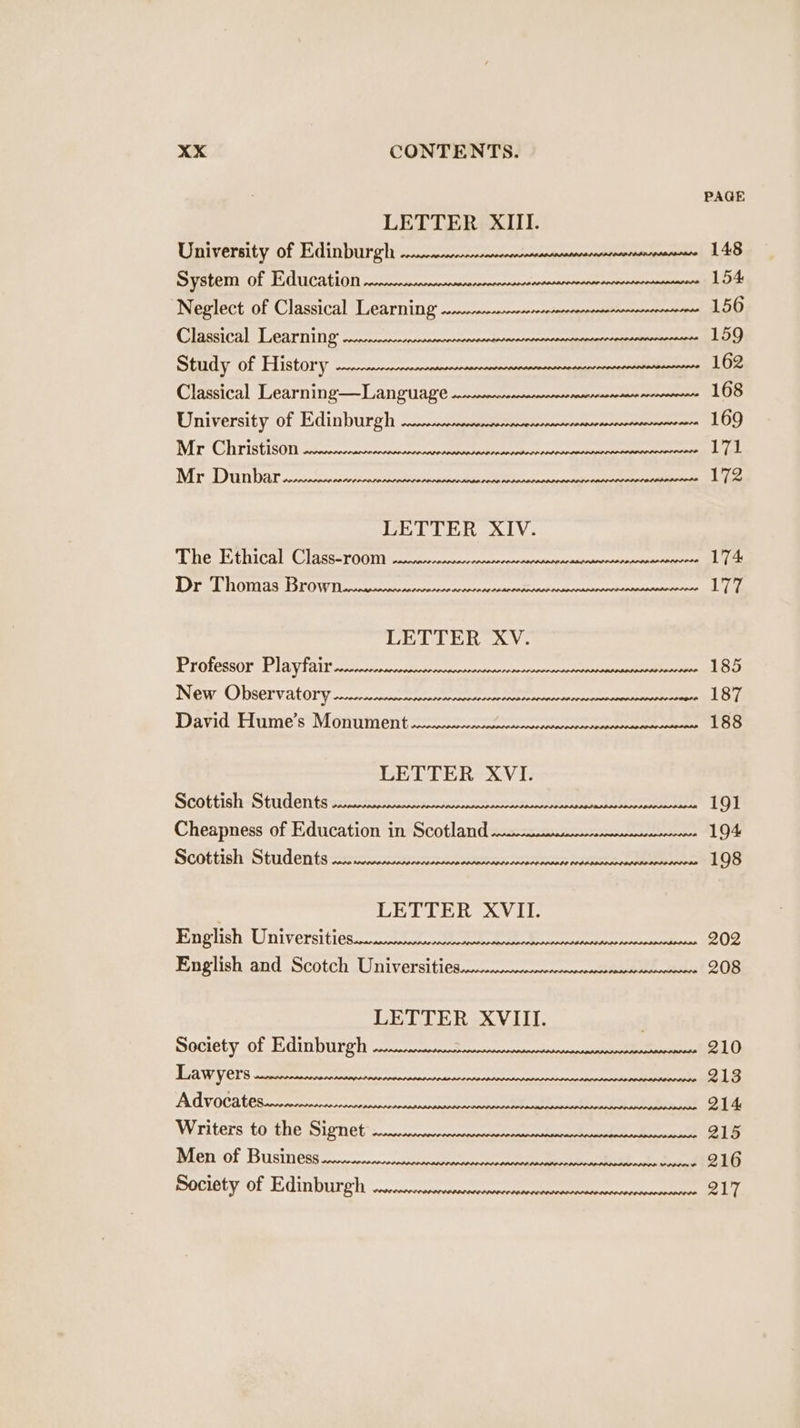 XX CONTENTS.
PAGE
LETTER XIII.
University of Edinburgh 148
System of Education 154
Neglect of Classical Learning 156
Classical Learning 159
Study of History 162
Classical Learning—Language 168
University of Edinburgh 169
Mr Christison 171
Mr Dunbar 172
LETTER XIV.
The Ethical Class-room 174
Dr Thomas Brown 177
LETTER XV.
Professor Playfair 185
New Observatory 187
David Hume's Monument 188
LETTER XVI.
Scottish Students 191
Cheapness of Education in Scotland 194
Scottish Students 198
LETTER XVII.
English Universities 202
English and Scotch Universities 208
LETTER XVIII.
Society of Edinburgh 210
Lawyers 213
Advocates 214
Writers to the Signet 215
Men of Business 216
Society of Edinburgh 217